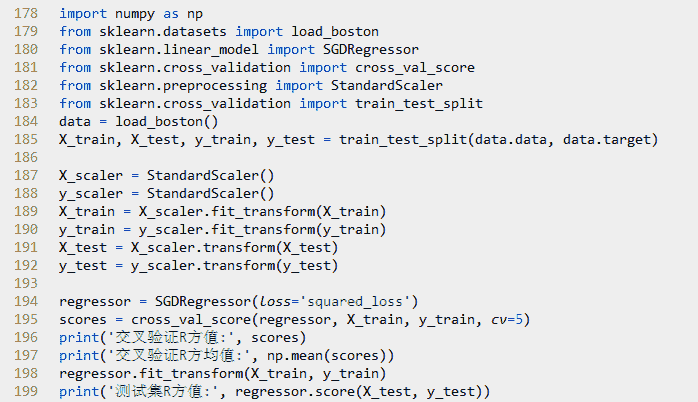 178 import numpy as np
179 from sklearn.datasets import load_boston
180 from sklearn.linear_model import SGDRegressor
181 from sklearn.cross_validation import cross_val_score
182 from sklearn.preprocessing import StandardScaler
183 from sklearn.cross_validation import train_test_split
184 data = load_boston()
185 X_train, X_test, y_train, y_test = train_test_split(data.data, data.target)
186
187 X_scaler = StandardScaler()
188 y_scaler = StandardScaler()
189 X_train = X_scaler.fit_transform(X_train)
190 y_train = y_scaler.fit_transform(y_train)
191 X_test = X_scaler.transform(X_test)
192 y_test = y_scaler.transform(y_test)
193
194 regressor = SGDRegressor(loss='squared_loss')
195 scores = cross_val_score(regressor, X_train, y_train, cv=5)
196 print('交叉验证R方值:', scores)
197 print('交叉验证R方均值:', np.mean(scores))
198 regressor.fit_transform(X_train, y_train)
199 print('测试集R方值:', regressor.score(X_test, y_test))